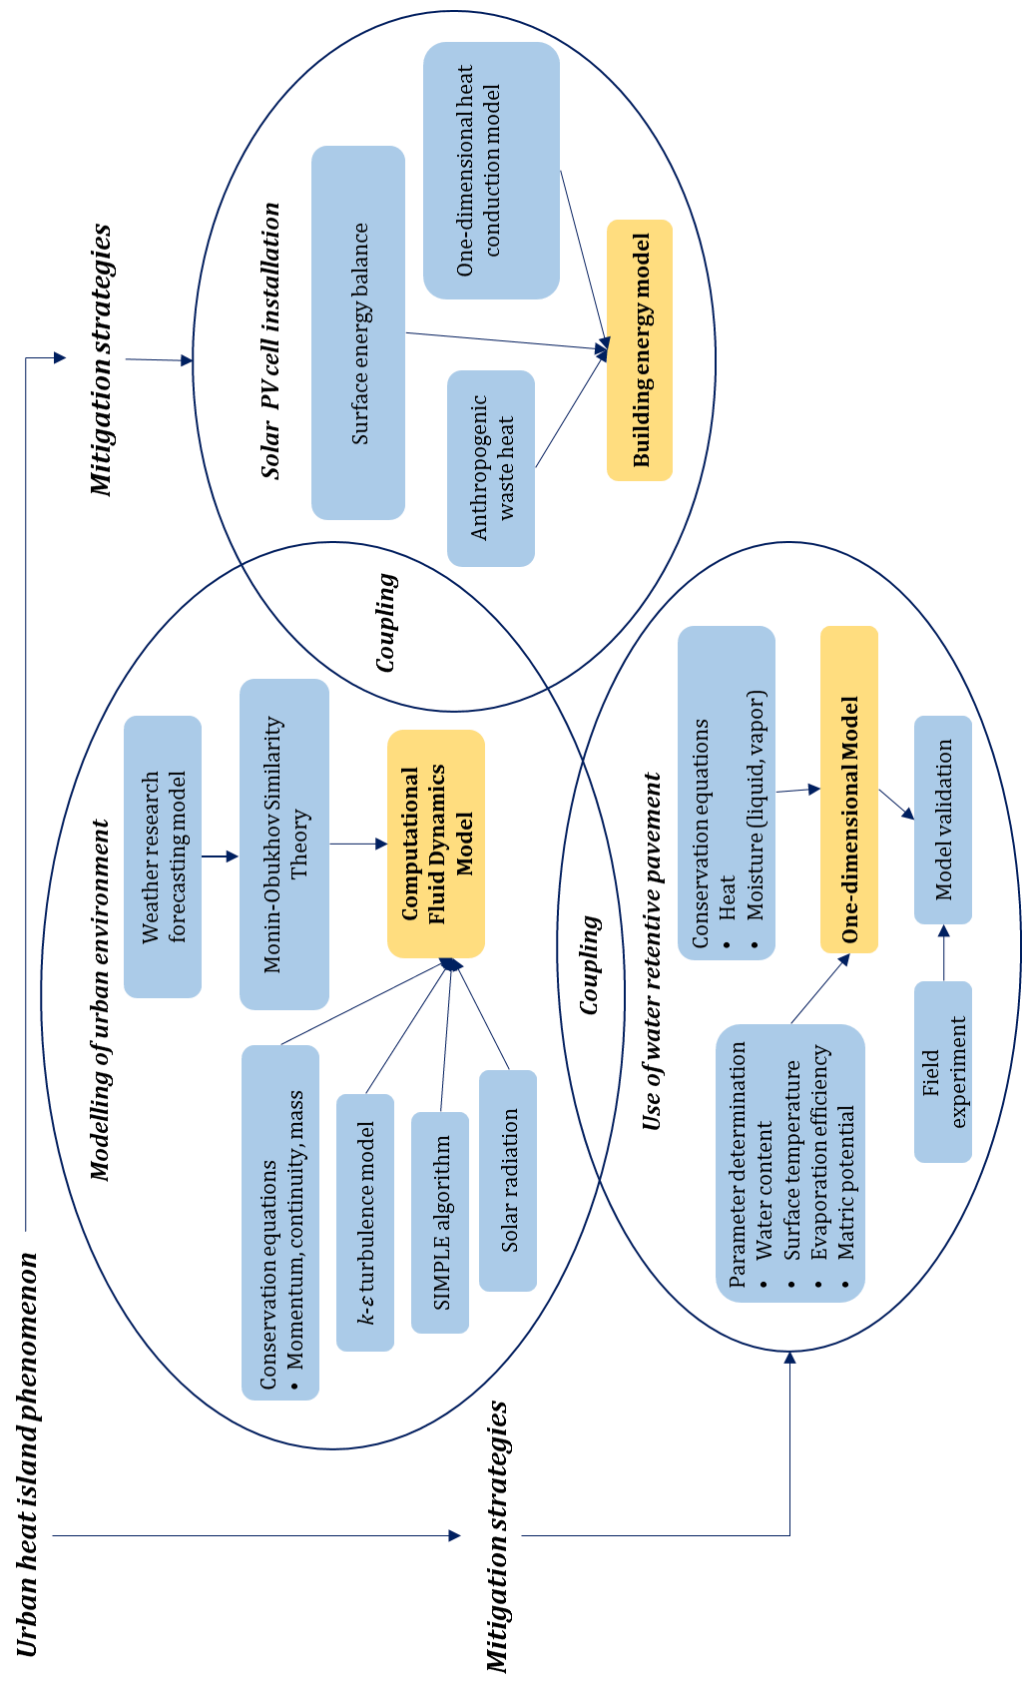 Urban heat island phenomenon
Mitigation strategies
Modelling of urban environment
Weather research
forecasting model
Monin-Obukhov Similarity
Theory
Conservation equations
• Momentum, continuity, mass
k-ε turbulence model
SIMPLE algorithm
Solar radiation
Computational
Fluid Dynamics
Model
Coupling
Solar PV cell installation
Surface energy balance
Anthropogenic
waste heat
One-dimensional heat
conduction model
Building energy model
Mitigation strategies
Coupling
Use of water retentive pavement
Parameter determination
• Water content
• Surface temperature
• Evaporation efficiency
• Matric potential
Conservation equations
• Heat
• Moisture (liquid, vapor)
One-dimensional Model
Field
experiment
Model validation